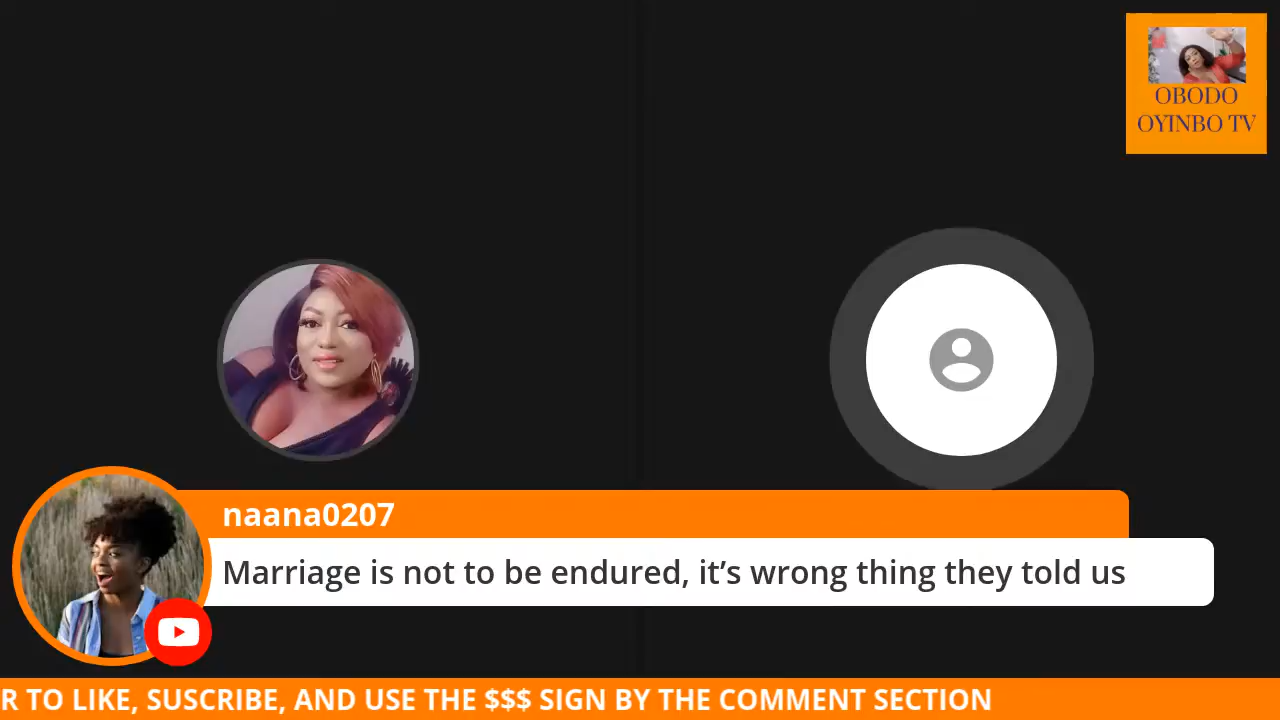 OBODO
OYINBO TV
naana0207
Marriage is not to be endured, it’s wrong thing they told us
R TO LIKE, SUSCRIBE, AND USE THE $$$ SIGN BY THE COMMENT SECTION